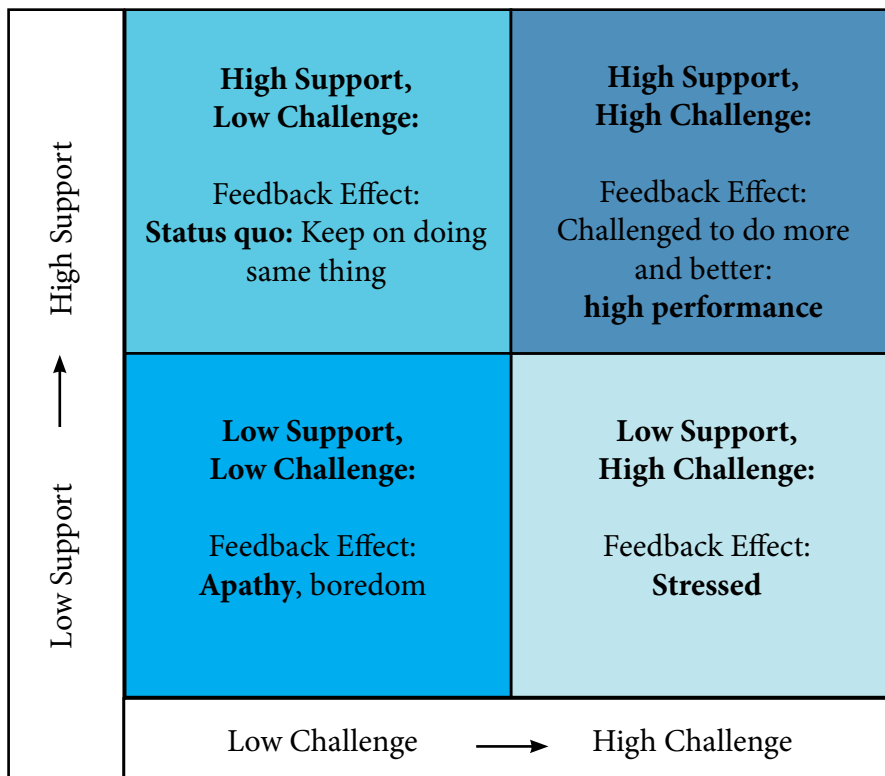 High Support,
Low Challenge:
Feedback Effect:
Status quo: Keep on doing
same thing
High Support,
High Challenge:
Feedback Effect:
Challenged to do more
and better:
high performance
Low Support,
Low Challenge:
Feedback Effect:
Apathy, boredom
Low Support,
High Challenge:
Feedback Effect:
Stressed
High Support
Low Support
Low Challenge
High Challenge